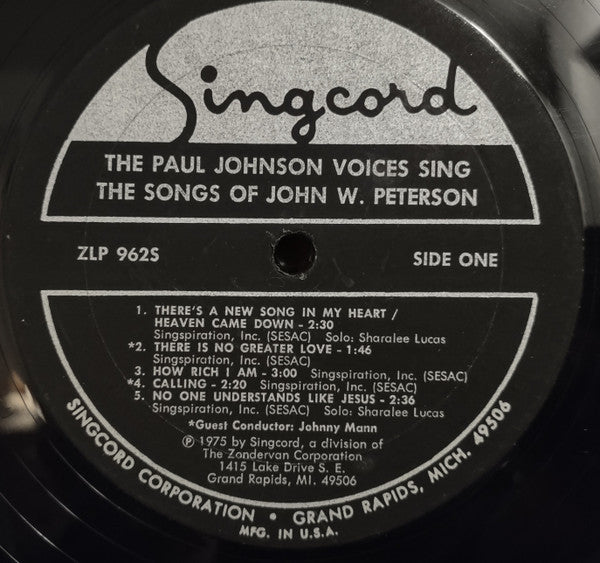 Singcord
THE PAUL JOHNSON VOICES SING
THE SONGS OF JOHN W. PETERSON
ZLP 962S
SIDE ONE
1. THERE'S A NEW SONG IN MY HEART /
HEAVEN CAME DOWN - 2:30
Singspiration, Inc. (SESAC) Solo: Sharalee Lucas
*2. THERE IS NO GREATER LOVE - 1:46
Singspiration, Inc. (SESAC)
3. HOW RICH I AM - 3:00 Singspiration, Inc. (SESAC)
*4. CALLING - 2:20 Singspiration, Inc. (SESAC)
5. NO ONE UNDERSTANDS LIKE JESUS - 2:36
Singspiration, Inc. (SESAC) Solo: Sharalee Lucas
*Guest Conductor: Johnny Mann
℗ 1975 by Singcord, a division of
The Zondervan Corporation
1415 Lake Drive S. E.
Grand Rapids, MI. 49506
SINGCORD CORPORATION • GRAND RAPIDS, MICH. 49506
MFG. IN U.S.A.